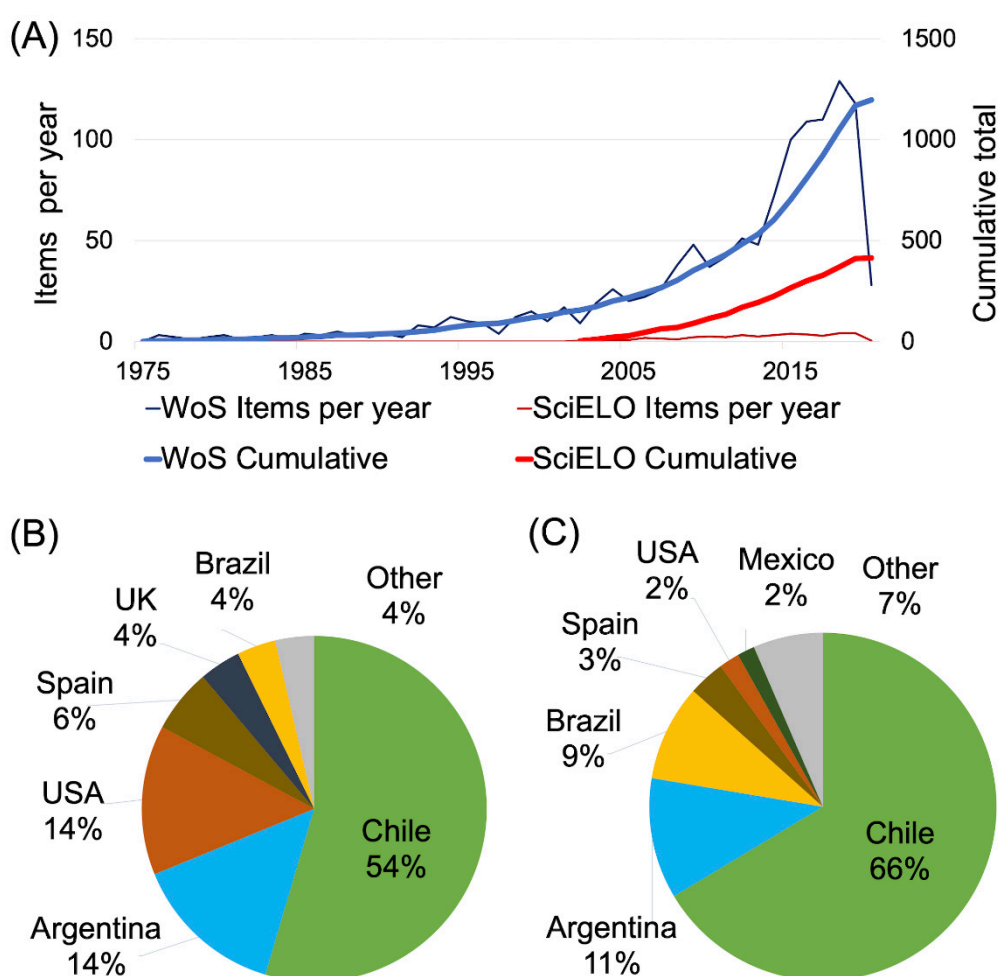 (A)
150
100
50
0
Items per year
1500
1000
500
0
Cumulative total
1975
1985
1995
2005
2015
WoS Items per year
SciELO Items per year
WoS Cumulative
SciELO Cumulative
(B)
Brazil
4%
Other
4%
UK
4%
Spain
6%
USA
14%
Argentina
14%
Chile
54%
(C)
USA
2%
Mexico
2%
Other
7%
Spain
3%
Brazil
9%
Argentina
11%
Chile
66%